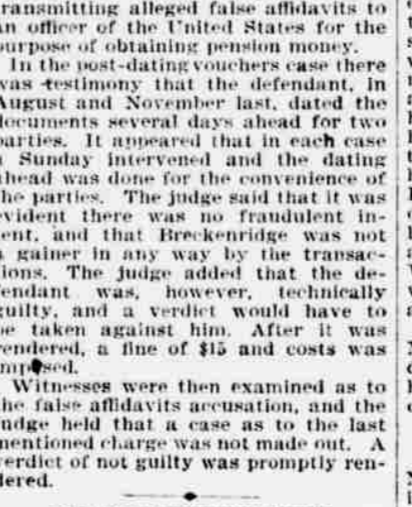 transmitting alleged false affidavits to
an officer of the United States for the
purpose of obtaining pension money.
In the post-dating vouchers case there
was testimony that the defendant, in
August and November last, dated the
documents several days ahead for two
parties. It appeared that in each case
a Sunday intervened and the dating
ahead was done for the convenience of
the parties. The judge said that it was
evident there was no fraudulent in-
tent, and that Breckenridge was not
a gainer in any way by the transac-
tions. The judge added that the de-
fendant was, however, technically
guilty, and a verdict would have to
be taken against him. After it was
rendered, a fine of $15 and costs was
imposed.
Witnesses were then examined as to
the false affidavits accusation, and the
judge held that a case as to the last
mentioned charge was not made out. A
verdict of not guilty was promptly ren-
dered.